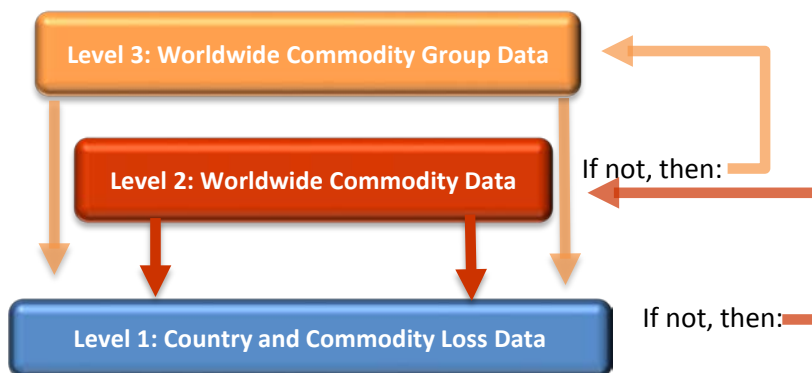 Level 3: Worldwide Commodity Group Data
Level 2: Worldwide Commodity Data
If not, then:
Level 1: Country and Commodity Loss Data
If not, then: